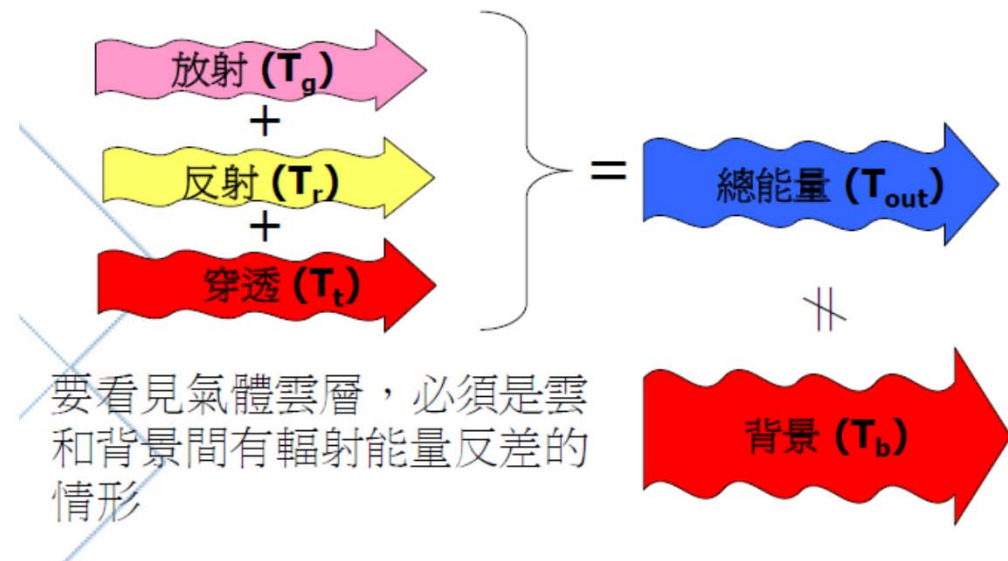 放射 (Tg)
+
反射 (Tr)
+
穿透 (Tt)
=
總能量 (Tout)
≠
背景 (Tb)
要看見氣體雲層，必須是雲
和背景間有輻射能量反差的
情形